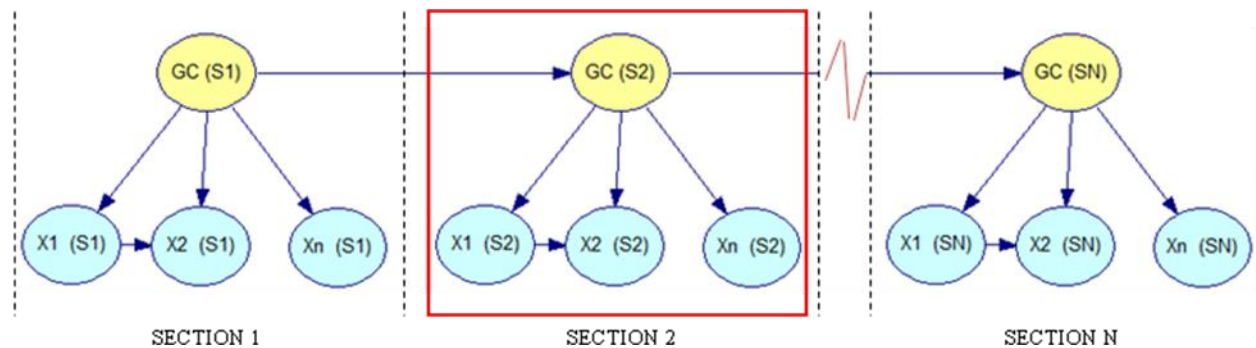 GC (S1)
GC (S2)
GC (SN)
X1 (S1)
X2 (S1)
Xn (S1)
X1 (S2)
X2 (S2)
Xn (S2)
X1 (SN)
X2 (SN)
Xn (SN)
SECTION 1
SECTION 2
SECTION N